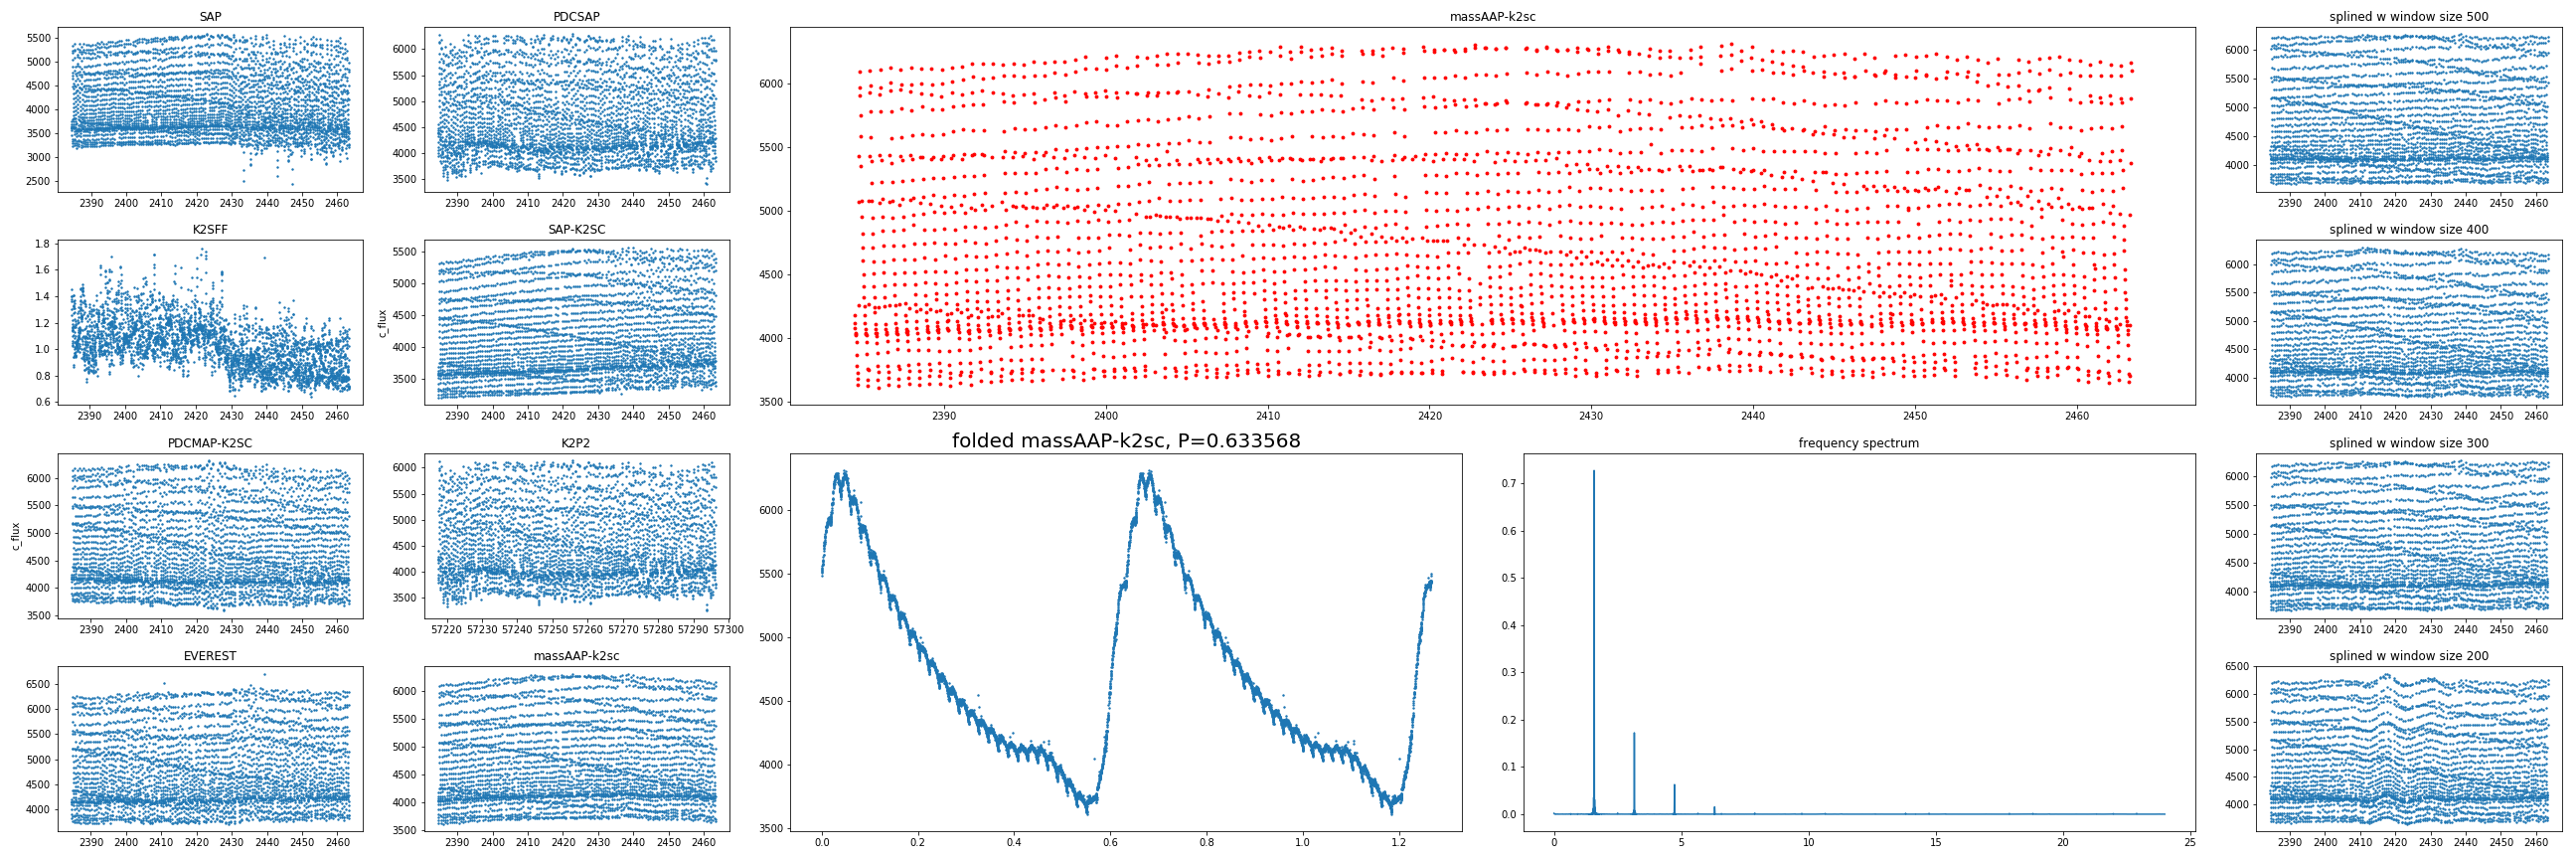 SAP
5500
5000
4500
4000
3500
3000
2500
2390 2400 2410 2420 2430 2440 2450 2460
PDCSAP
6000
5500
5000
4500
4000
3500
2390 2400 2410 2420 2430 2440 2450 2460
massAAP-k2sc
6000
5500
5000
4500
4000
3500
2390 2400 2410 2420 2430 2440 2450 2460
splined w window size 500
6000
5500
5000
4500
4000
2390 2400 2410 2420 2430 2440 2450 2460
K2SFF
1.8
1.6
1.4
1.2
1.0
0.8
0.6
2390 2400 2410 2420 2430 2440 2450 2460
SAP-K2SC
c_flux
5500
5000
4500
4000
3500
2390 2400 2410 2420 2430 2440 2450 2460
splined w window size 400
6000
5500
5000
4500
4000
2390 2400 2410 2420 2430 2440 2450 2460
PDCMAP-K2SC
c_flux
6000
5500
5000
4500
4000
3500
2390 2400 2410 2420 2430 2440 2450 2460
K2P2
6000
5500
5000
4500
4000
3500
57220 57230 57240 57250 57260 57270 57280 57290 57300
folded massAAP-k2sc, P=0.633568
6000
5500
5000
4500
4000
3500
0.0 0.2 0.4 0.6 0.8 1.0 1.2
frequency spectrum
0.7
0.6
0.5
0.4
0.3
0.2
0.1
0.0
0 5 10 15 20 25
splined w window size 300
6000
5500
5000
4500
4000
2390 2400 2410 2420 2430 2440 2450 2460
EVEREST
6500
6000
5500
5000
4500
4000
2390 2400 2410 2420 2430 2440 2450 2460
massAAP-k2sc
6000
5500
5000
4500
4000
3500
2390 2400 2410 2420 2430 2440 2450 2460
splined w window size 200
6500
6000
5500
5000
4500
4000
2390 2400 2410 2420 2430 2440 2450 2460